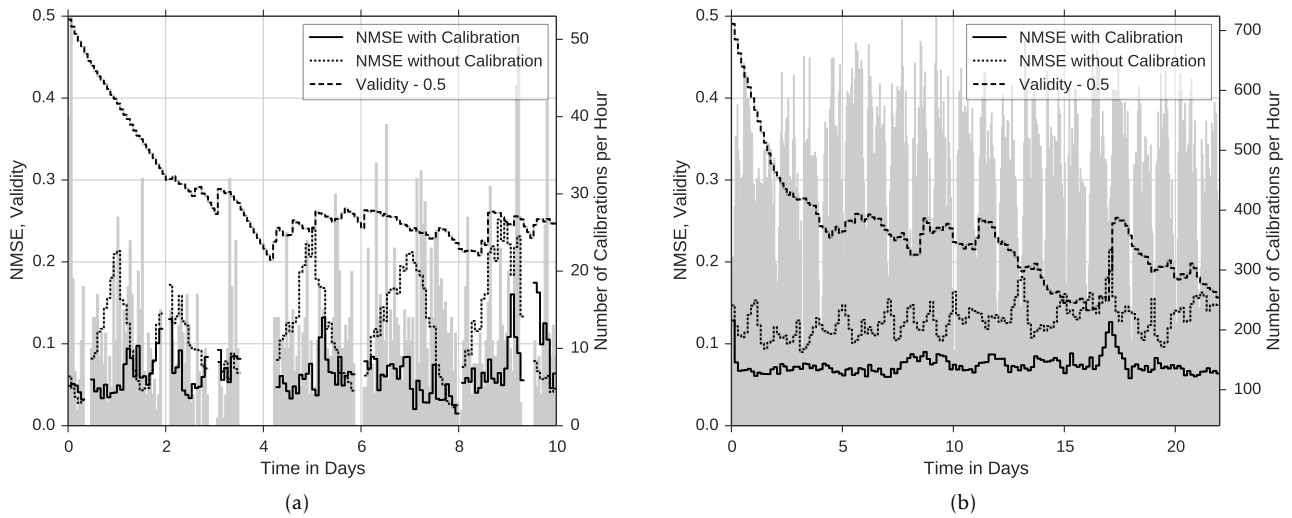 0.5
0.4
0.3
0.2
0.1
0.0
NMSE, Validity
NMSE with Calibration
NMSE without Calibration
Validity - 0.5
50
40
30
20
10
0
Number of Calibrations per Hour
0 2 4 6 8 10
Time in Days
(a)
0.5
0.4
0.3
0.2
0.1
0.0
NMSE, Validity
NMSE with Calibration
NMSE without Calibration
Validity - 0.5
700
600
500
400
300
200
100
Number of Calibrations per Hour
0 5 10 15 20
Time in Days
(b)